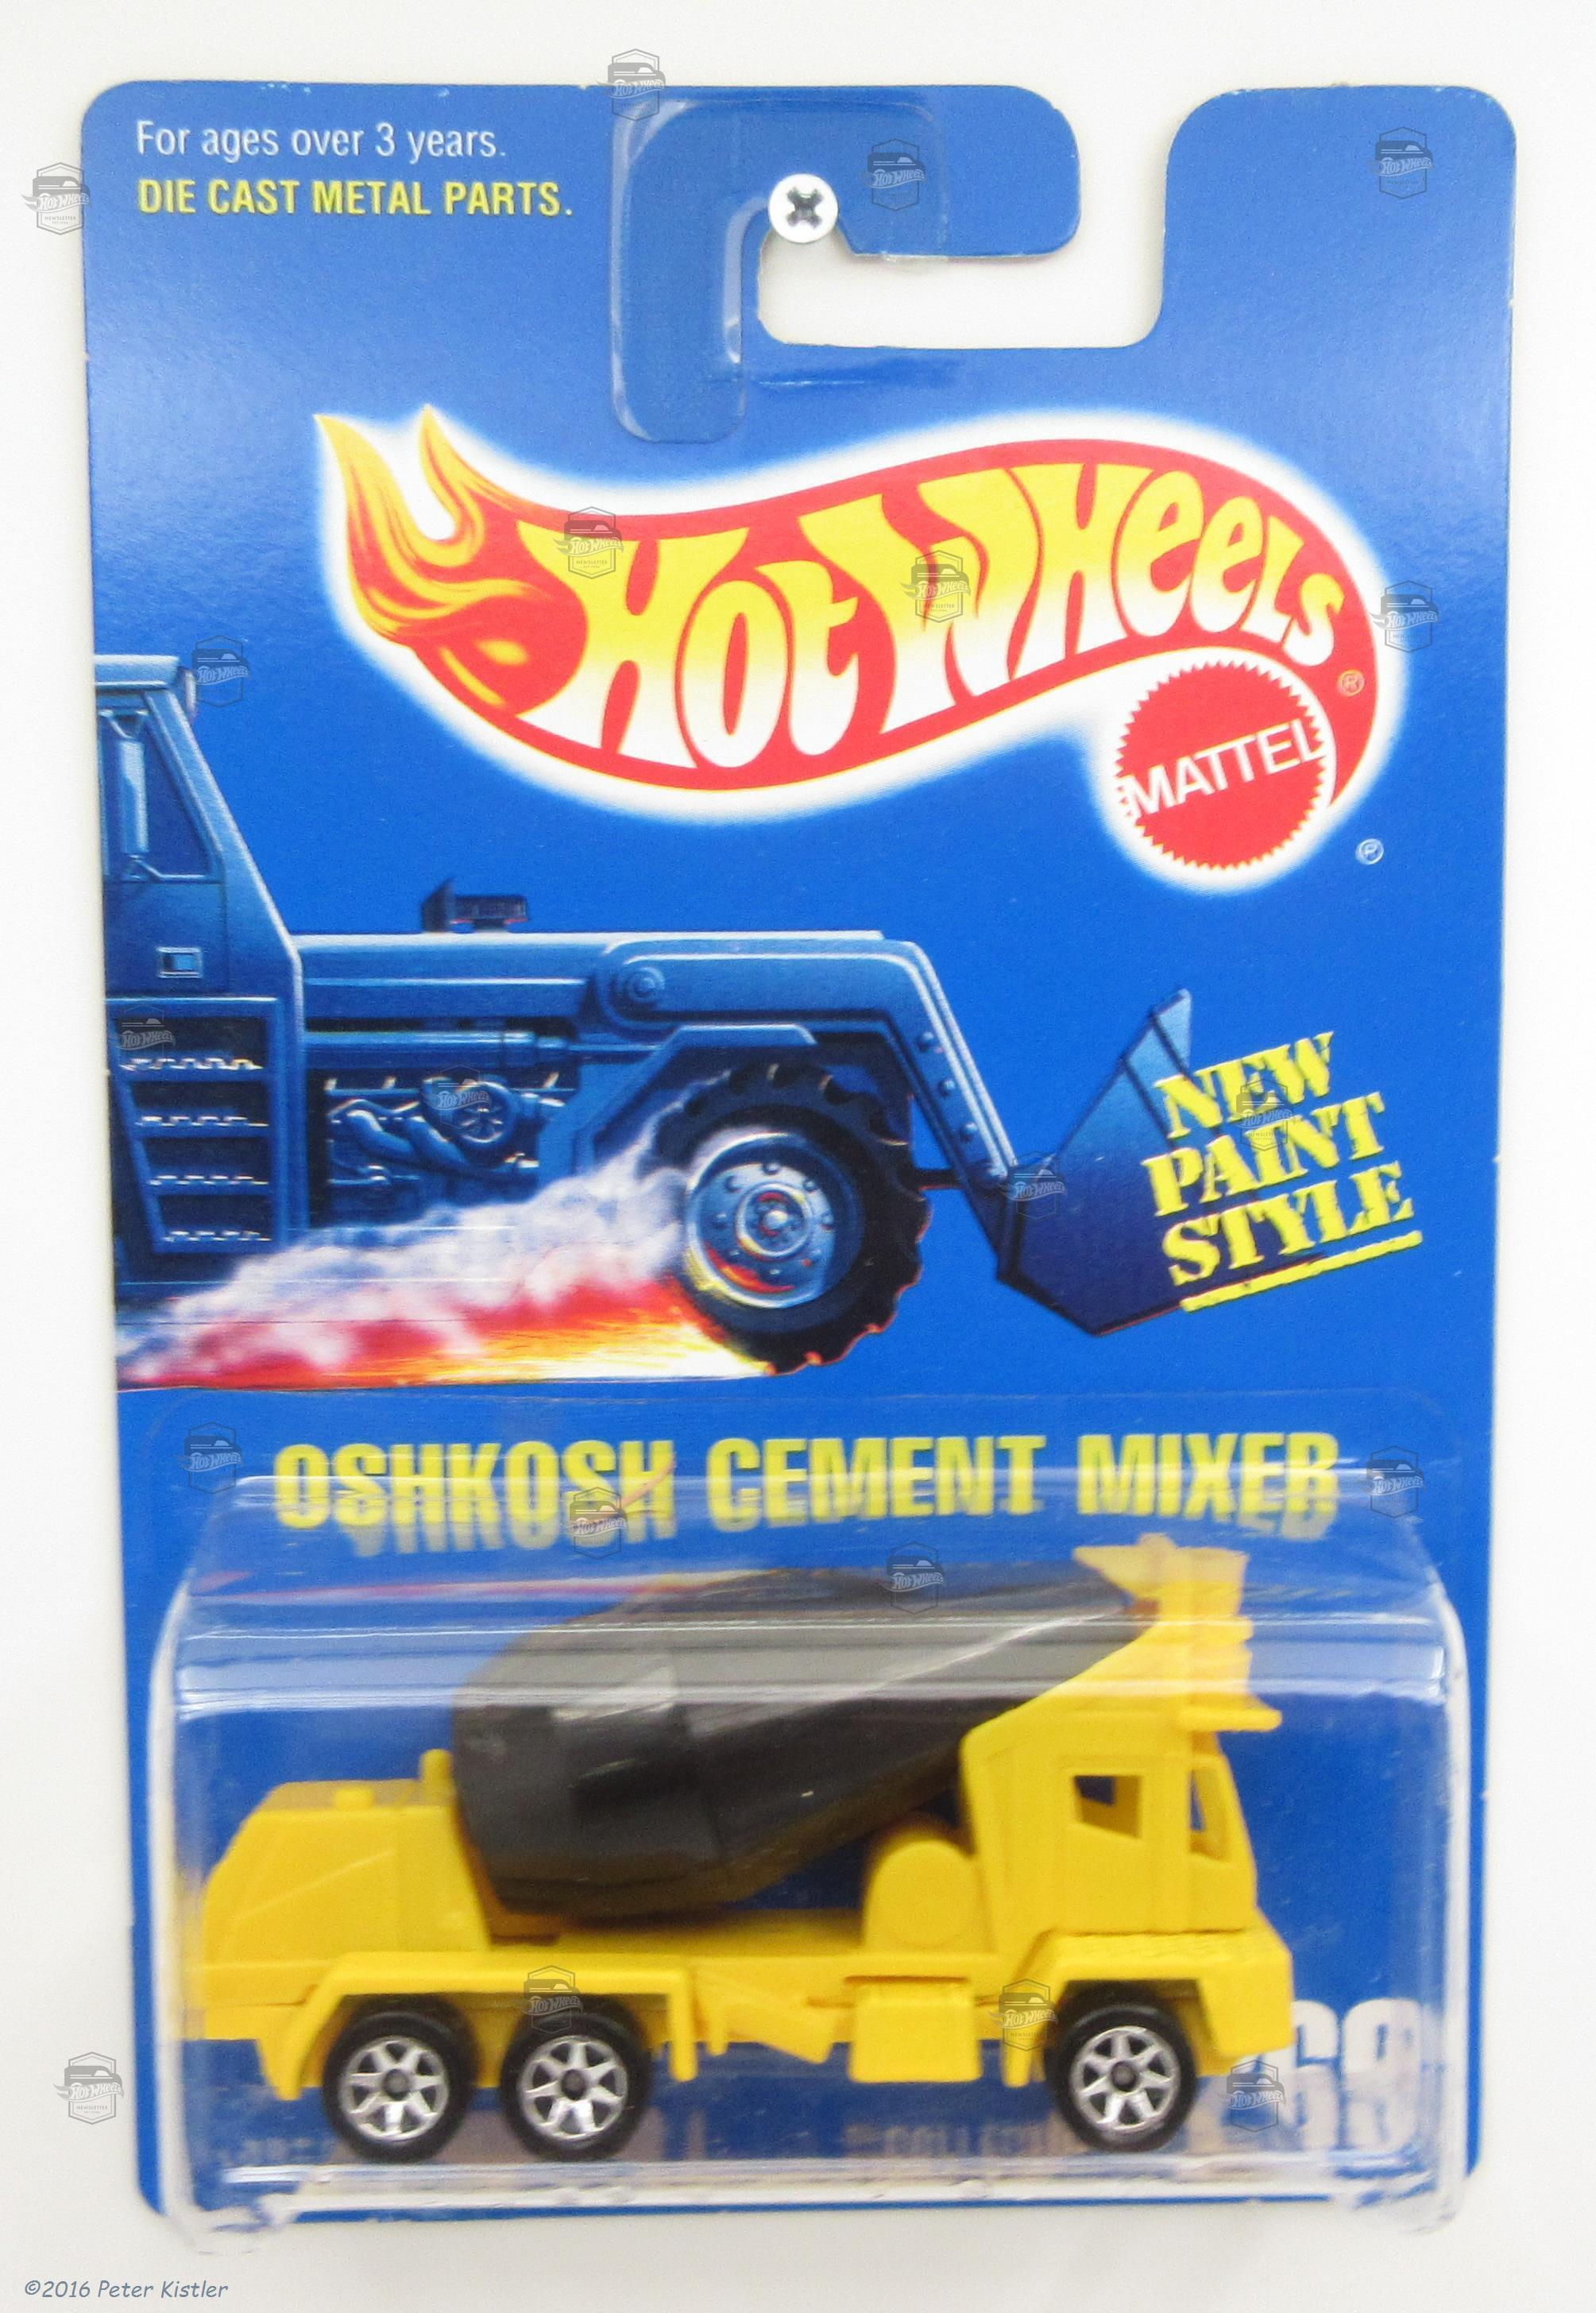 For ages over 3 years.
DIE CAST METAL PARTS.
HOT WHEELS®
MATTEL
®
NEW
PAINT
STYLE
OSHKOSH CEMENT MIXER
69
©2016 Peter Kistler